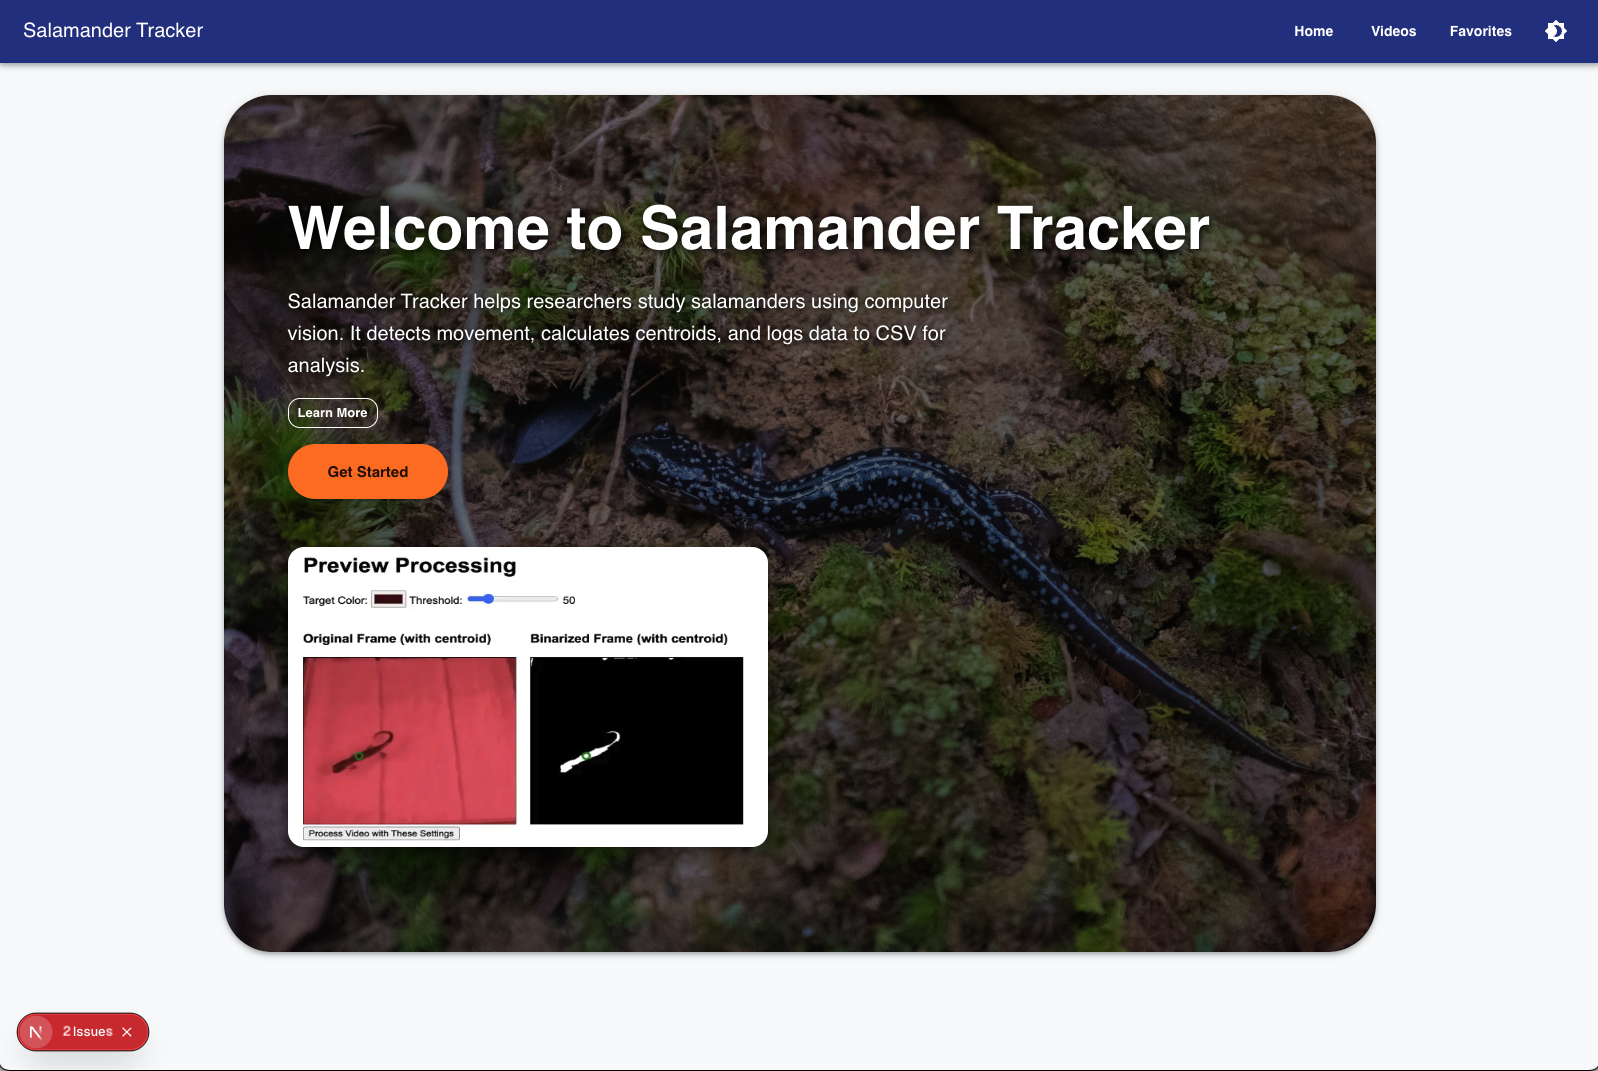 Salamander Tracker
Home Videos Favorites
Welcome to Salamander Tracker
Salamander Tracker helps researchers study salamanders using computer
vision. It detects movement, calculates centroids, and logs data to CSV for
analysis.
Learn More
Get Started
Preview Processing
Target Color: Threshold: 50
Original Frame (with centroid) Binarized Frame (with centroid)
Process Video with These Settings
N 2 Issues